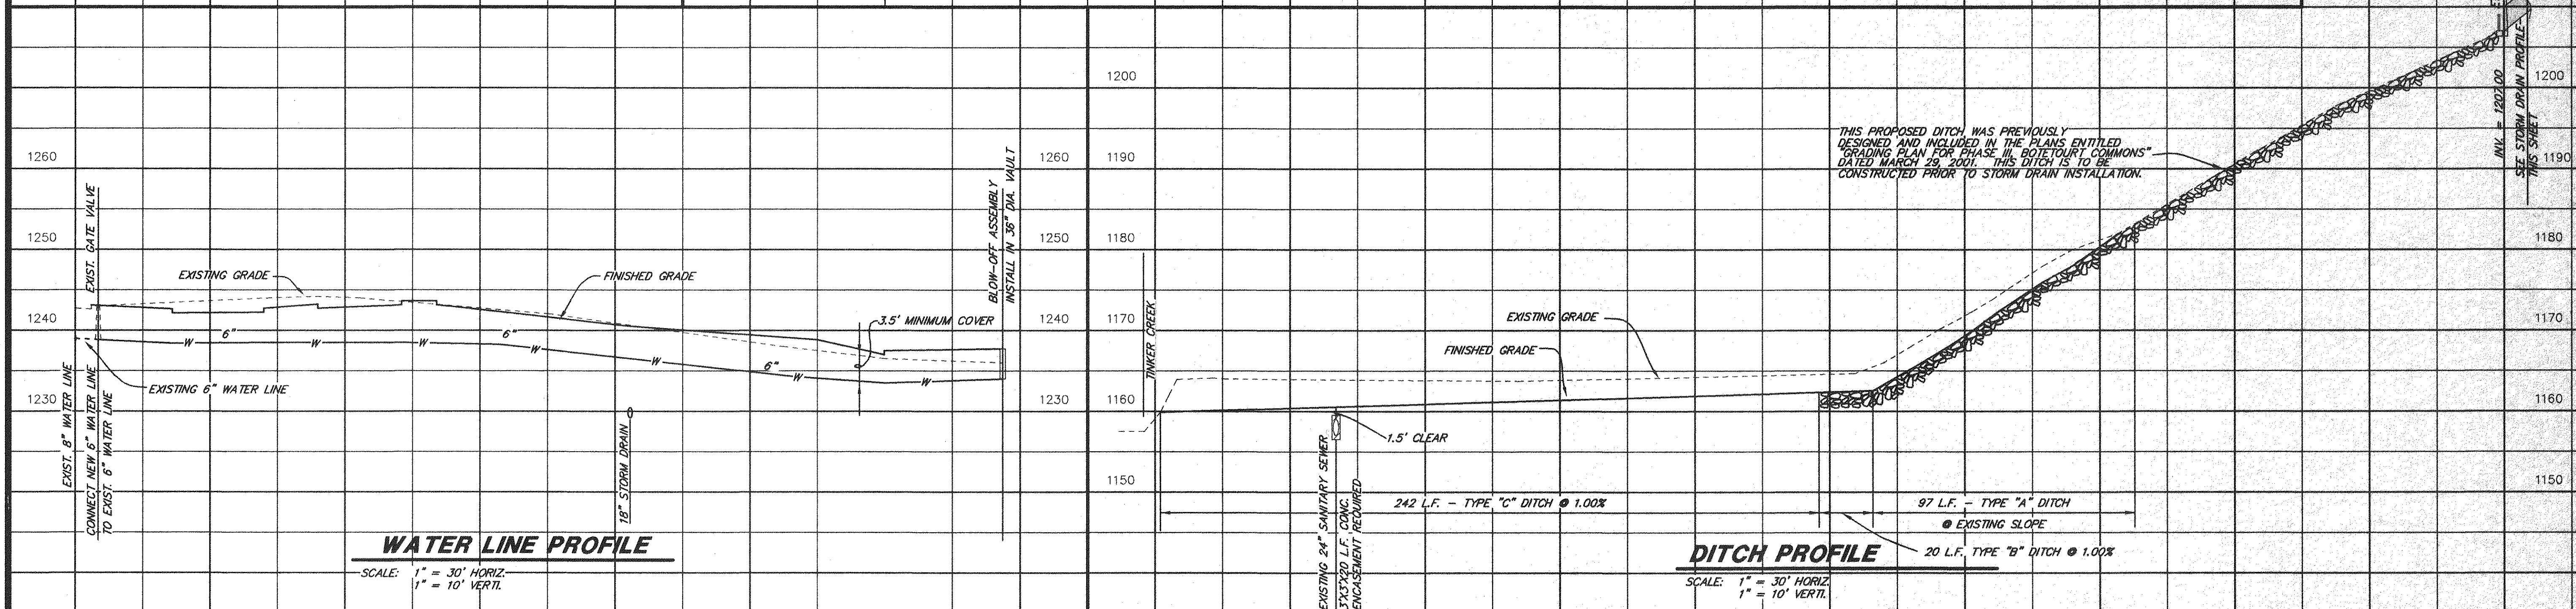 1260
1250
1240
1230
EXIST. GATE VALVE
EXISTING GRADE
FINISHED GRADE
6"
6"
6"
W
W
W
W
W
W
W
3.5' MINIMUM COVER
EXISTING 6" WATER LINE
EXIST. 8" WATER LINE
CONNECT NEW 6" WATER LINE
TO EXIST. 6" WATER LINE
18" STORM DRAIN
BLOW-OFF ASSEMBLY
INSTALL IN 36" DIA. VAULT
1260
1250
1240
1230
WATER LINE PROFILE
SCALE: 1" = 30' HORIZ.
1" = 10' VERTI.
1200
1190
1180
1170
1160
1150
TINKER CREEK
EXISTING GRADE
FINISHED GRADE
1.5' CLEAR
EXISTING 24" SANITARY SEWER
3'X3'X20 L.F. CONC.
ENCASEMENT REQUIRED
242 L.F. - TYPE "C" DITCH @ 1.00%
97 L.F. - TYPE "A" DITCH
@ EXISTING SLOPE
20 L.F. TYPE "B" DITCH @ 1.00%
THIS PROPOSED DITCH WAS PREVIOUSLY
DESIGNED AND INCLUDED IN THE PLANS ENTITLED
"GRADING PLAN FOR PHASE III, BOTETOURT COMMONS"
DATED MARCH 29, 2001. THIS DITCH IS TO BE
CONSTRUCTED PRIOR TO STORM DRAIN INSTALLATION.
INV. = 1207.00
SEE STORM DRAIN PROFILE-
THIS SHEET
1200
1190
1180
1170
1160
1150
DITCH PROFILE
SCALE: 1" = 30' HORIZ.
1" = 10' VERTI.